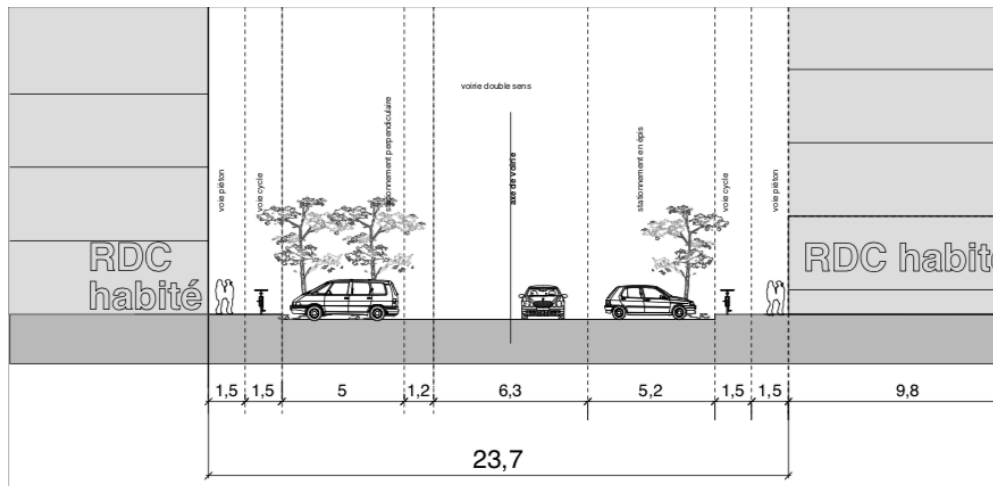 voirie double sens
voie piéton
voie cycle
stationnement perpendiculaire
axe de voirie
stationnement en épis
voie cycle
voie piéton
RDC
habité
RDC habité
1,5
1,5
5
1,2
6,3
5,2
1,5
1,5
9,8
23,7